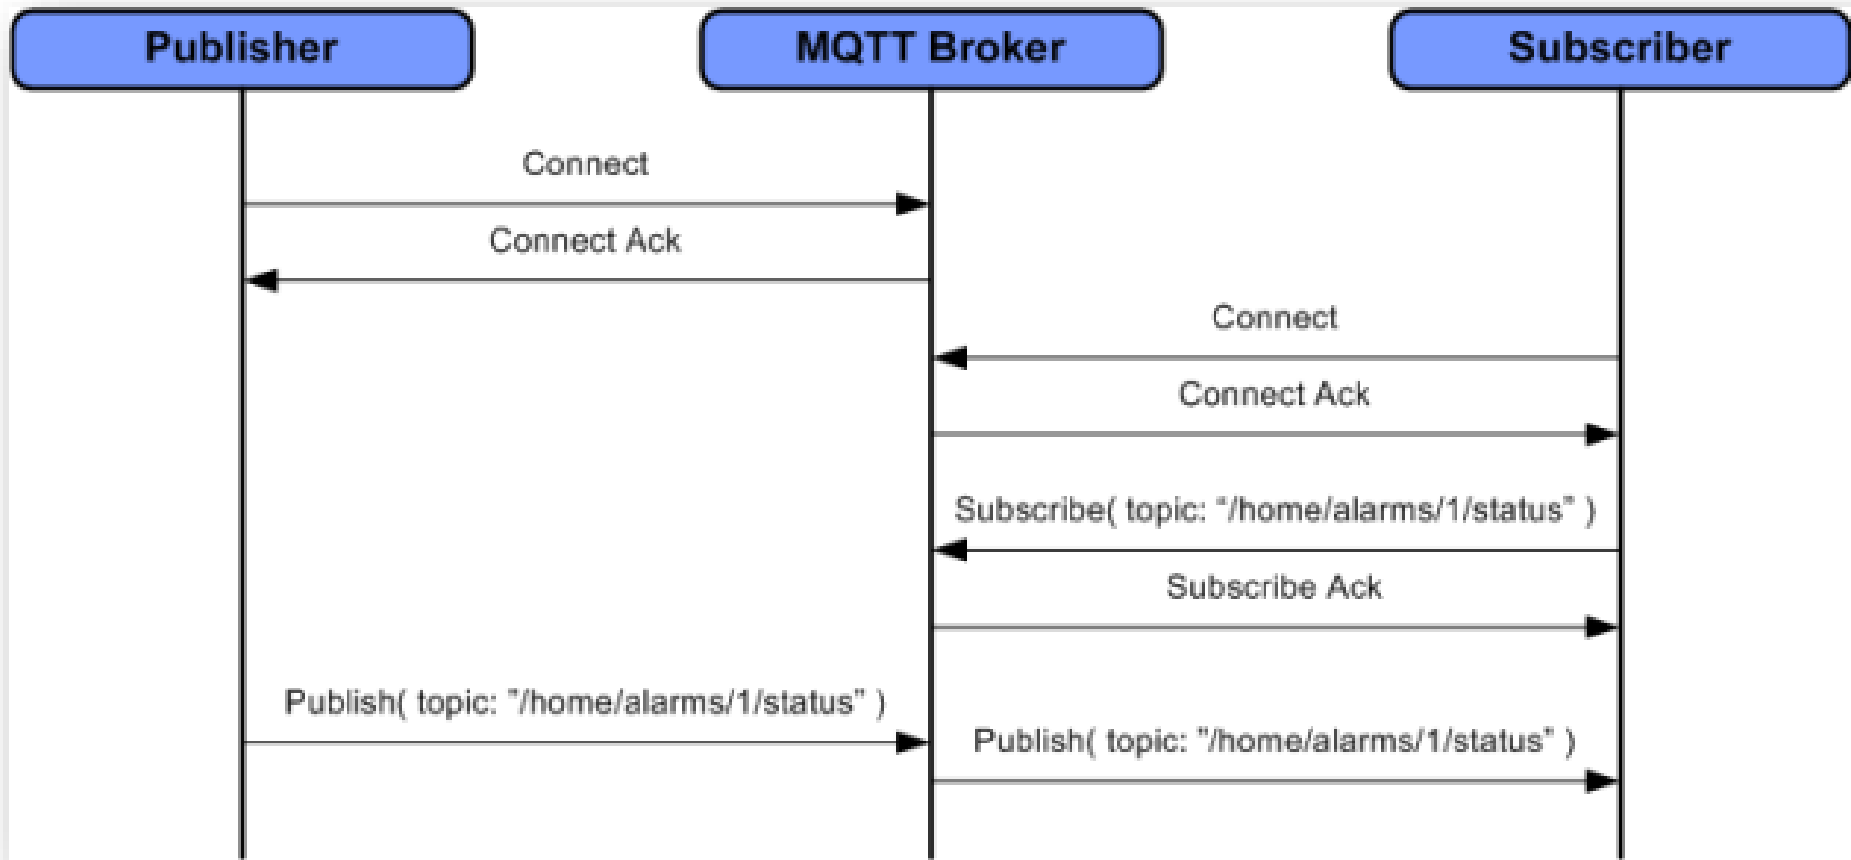 Publisher
MQTT Broker
Subscriber
Connect
Connect Ack
Connect
Connect Ack
Subscribe( topic: “/home/alarms/1/status” )
Subscribe Ack
Publish( topic: ”/home/alarms/1/status” )
Publish( topic: ”/home/alarms/1/status” )